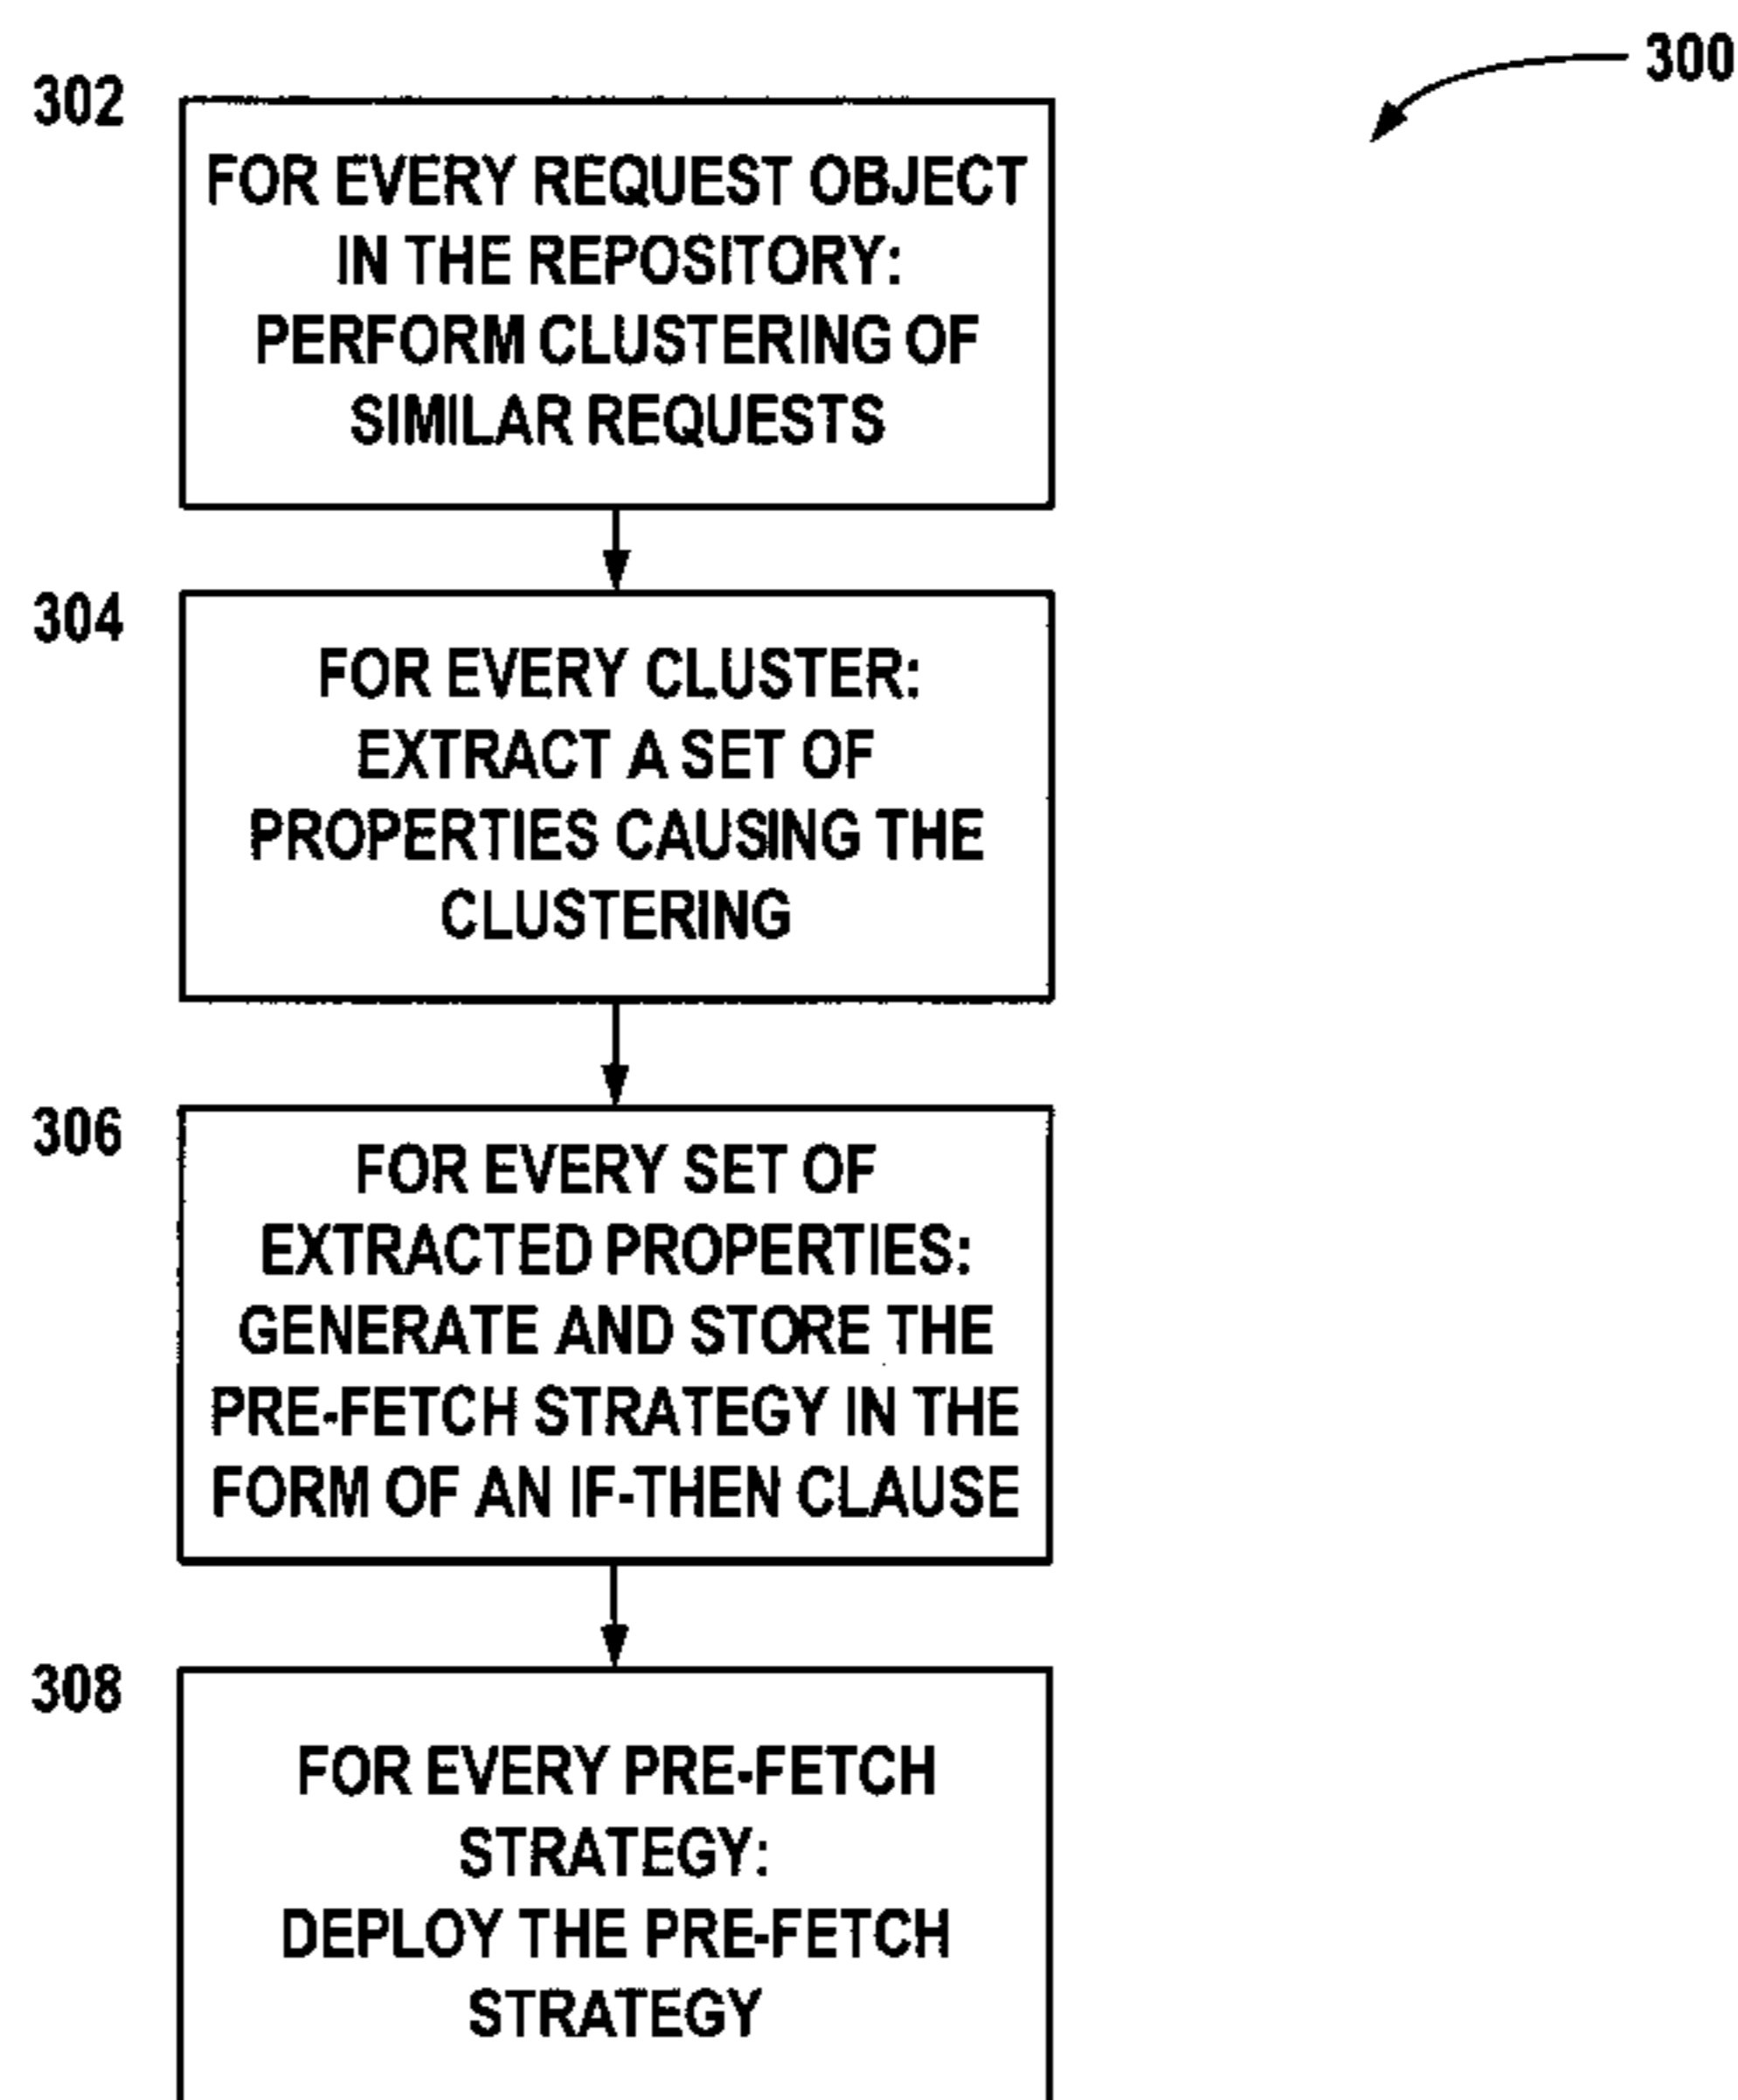 300
302
FOR EVERY REQUEST OBJECT
IN THE REPOSITORY:
PERFORM CLUSTERING OF
SIMILAR REQUESTS
304
FOR EVERY CLUSTER:
EXTRACT A SET OF
PROPERTIES CAUSING THE
CLUSTERING
306
FOR EVERY SET OF
EXTRACTED PROPERTIES:
GENERATE AND STORE THE
PRE-FETCH STRATEGY IN THE
FORM OF AN IF-THEN CLAUSE
308
FOR EVERY PRE-FETCH
STRATEGY:
DEPLOY THE PRE-FETCH
STRATEGY